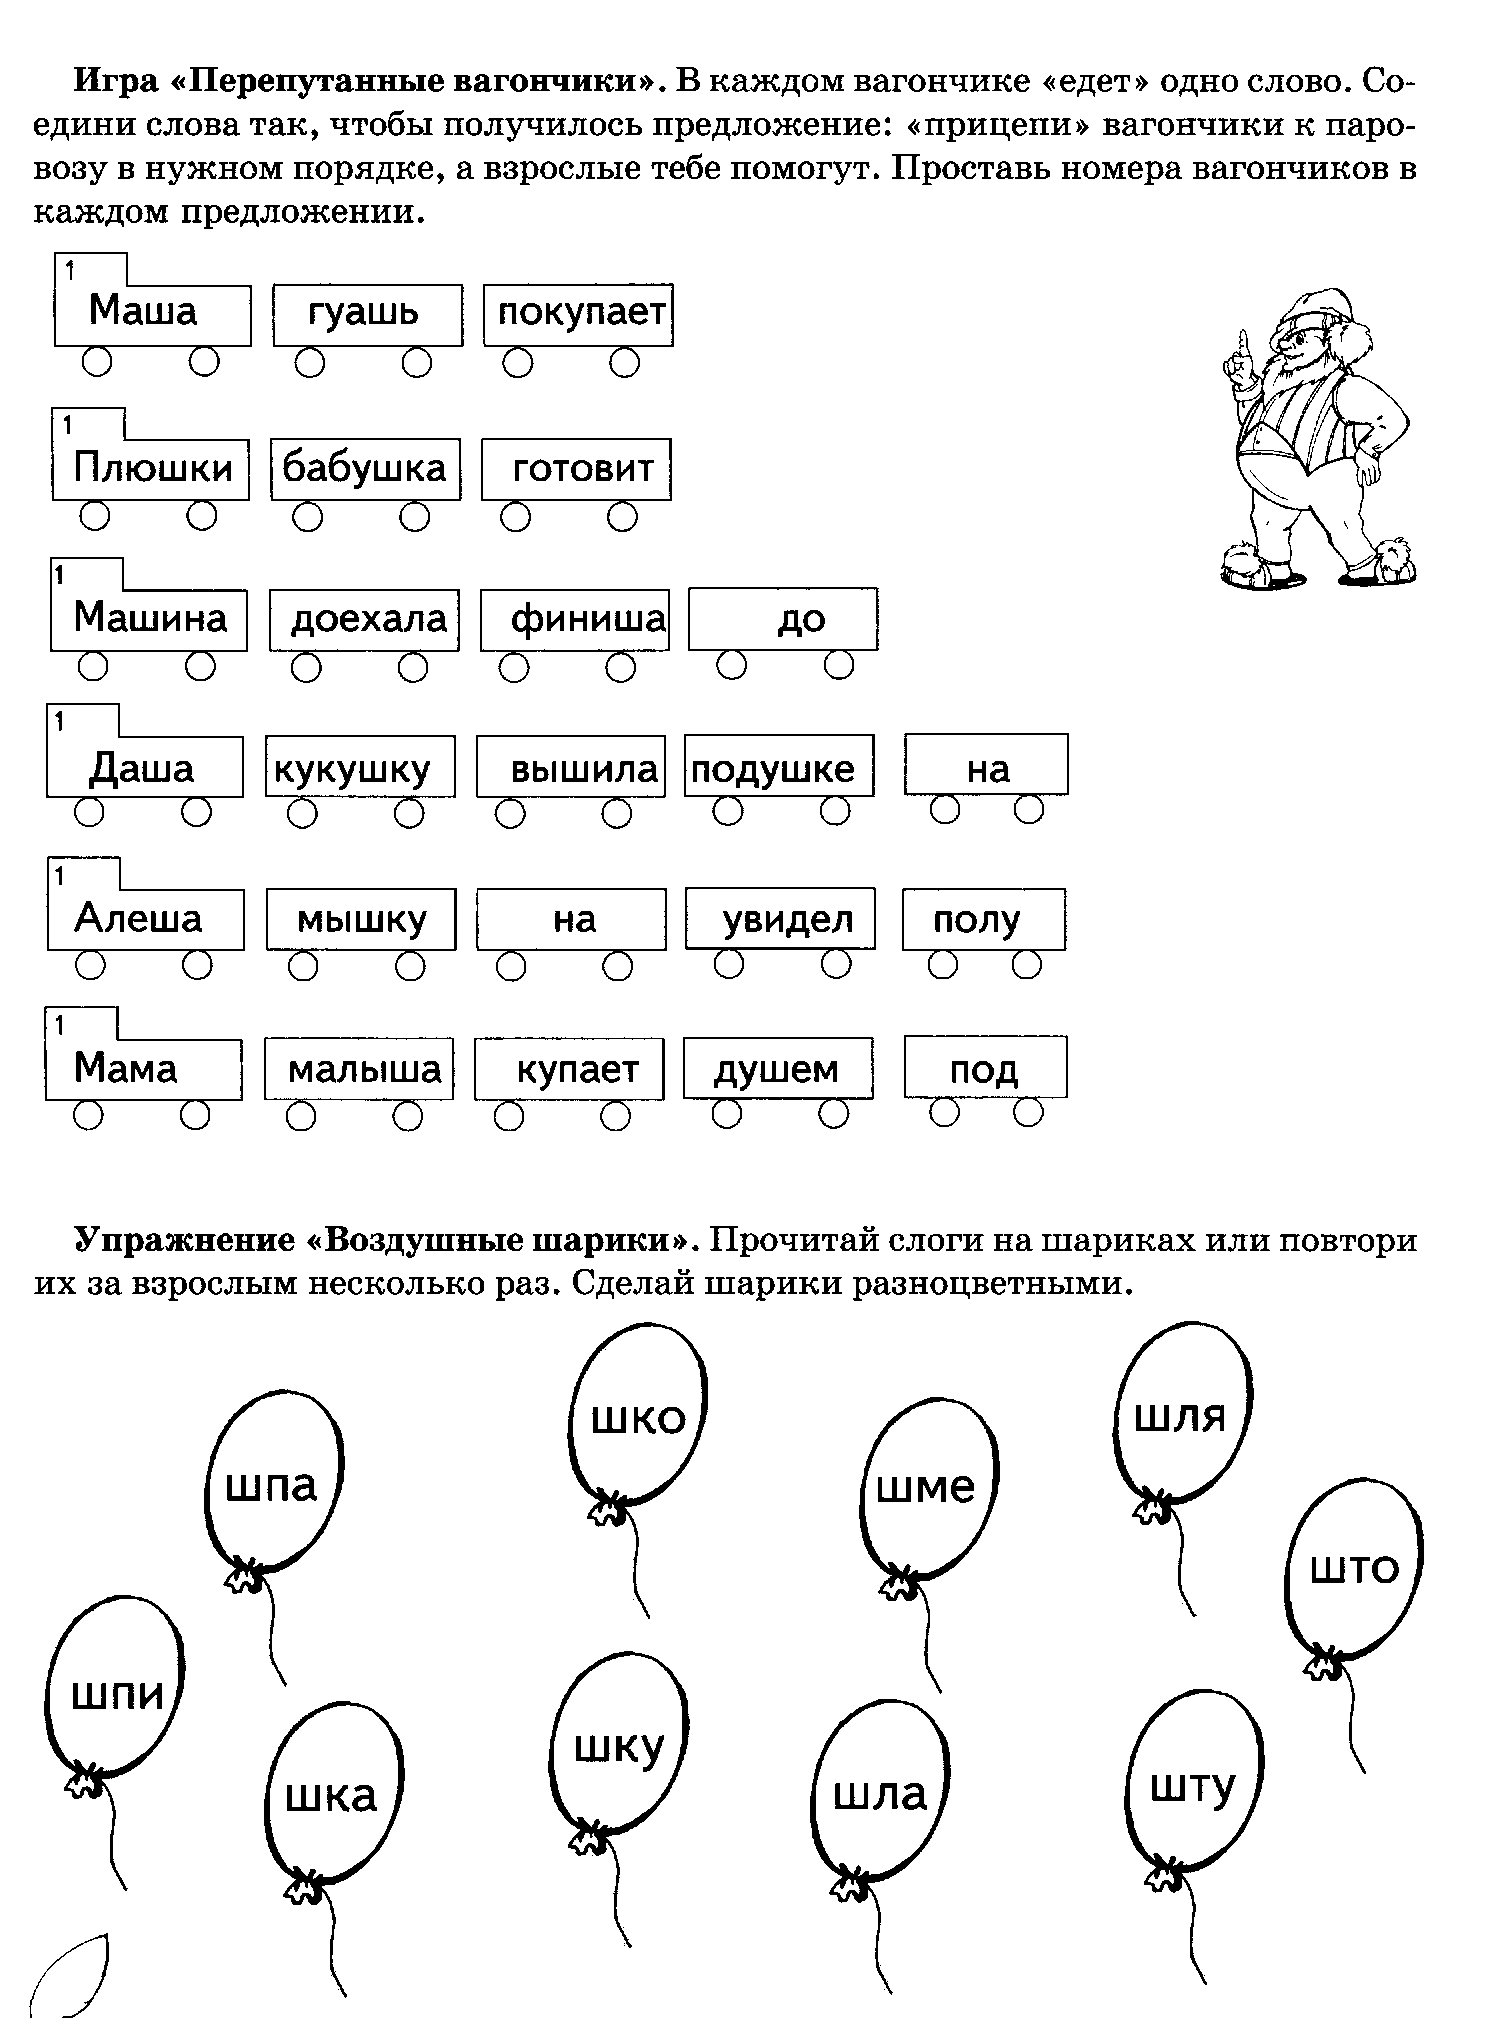 Игра «Перепутанные вагончики». В каждом вагончике «едет» одно слово. Со-
едини слова так, чтобы получилось предложение: «прицепи» вагончики к паро-
возу в нужном порядке, а взрослые тебе помогут. Проставь номера вагончиков в
каждом предложении.
1
Маша гуашь покупает
1
Плюшки бабушка готовит
1
Машина доехала финиша до
1
Даша кукушку вышила подушке на
1
Алеша мышку на увидел полу
1
Мама малыша купает душем под
Упражнение «Воздушные шарики». Прочитай слоги на шариках или повтори
их за взрослым несколько раз. Сделай шарики разноцветными.
шпа шко шме шля што
шпи шка шку шла шту